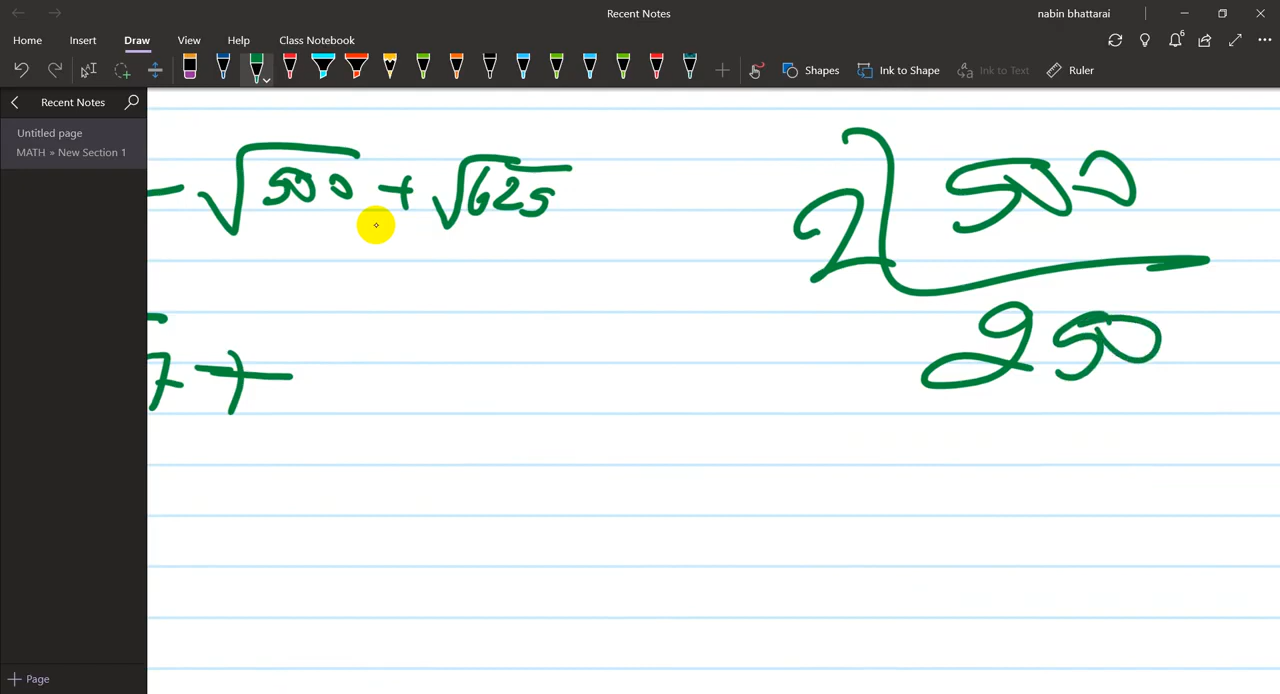 Recent Notes
nabin bhattarai
Home Insert Draw View Help Class Notebook
Shapes Ink to Shape Ink to Text Ruler
Recent Notes
Untitled page
MATH » New Section 1
- √500 + √625
2 500
250
7 +
+ Page